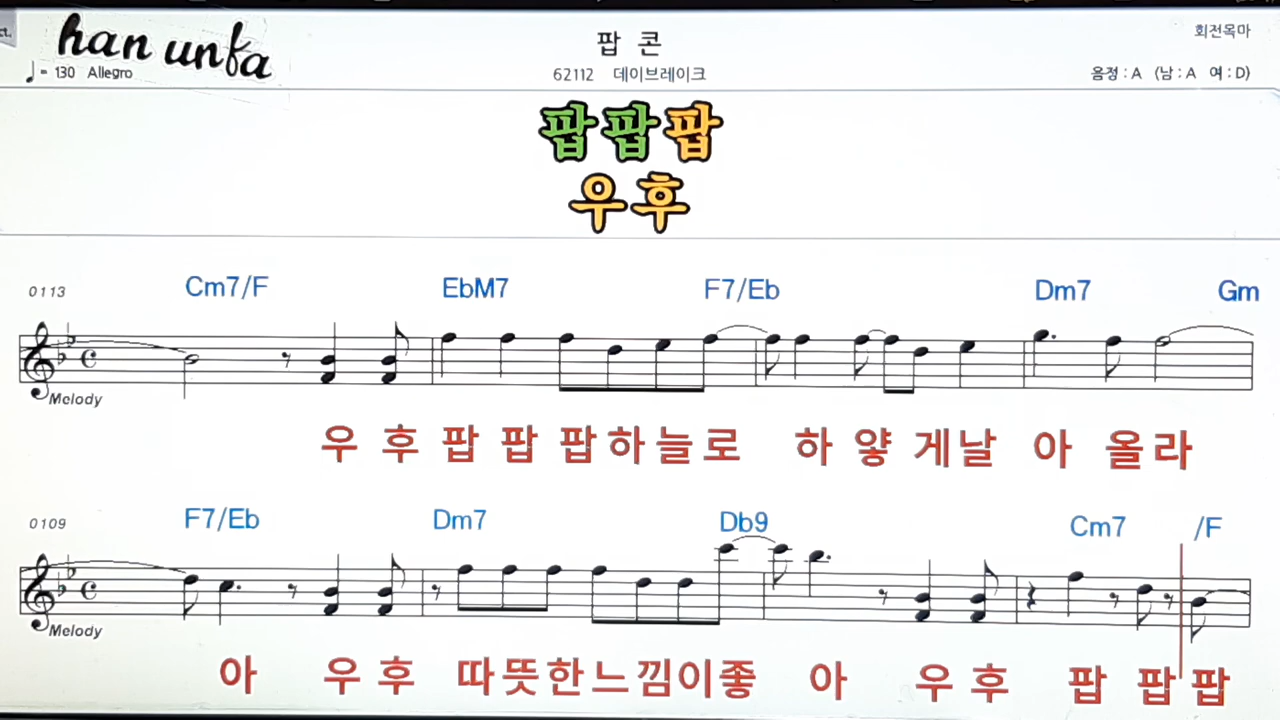 ct.
han unfa
팝 콘
회전목마
♩= 130 Allegro
62112 데이브레이크
음정 : A (남 : A 여 : D)
팝팝팝
우후
Cm7/F EbM7 F7/Eb Dm7 Gm
0113
Melody
우 후 팝 팝 팝 하 늘 로 하 얗 게 날 아 올 라
F7/Eb Dm7 Db9 Cm7 /F
0109
Melody
아 우 후 따 뜻 한 느 낌 이 좋 아 우 후 팝 팝 팝